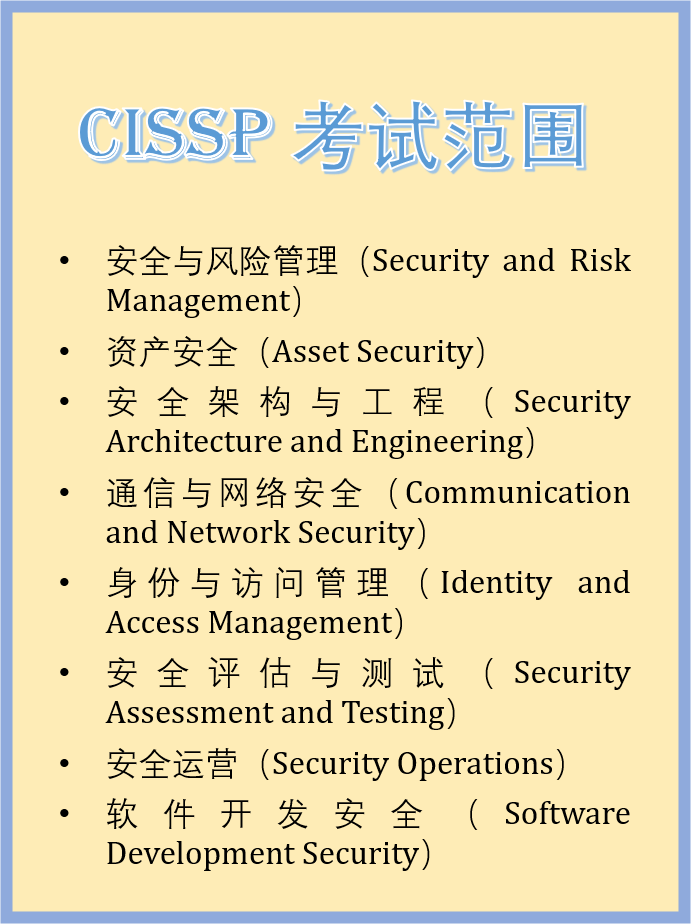 CISSP 考试范围
• 安全与风险管理（Security and Risk
Management）
• 资产安全（Asset Security）
• 安全架构与工程（Security
Architecture and Engineering）
• 通信与网络安全（Communication
and Network Security）
• 身份与访问管理（Identity and
Access Management）
• 安全评估与测试（Security
Assessment and Testing）
• 安全运营（Security Operations）
• 软件开发安全（Software
Development Security）